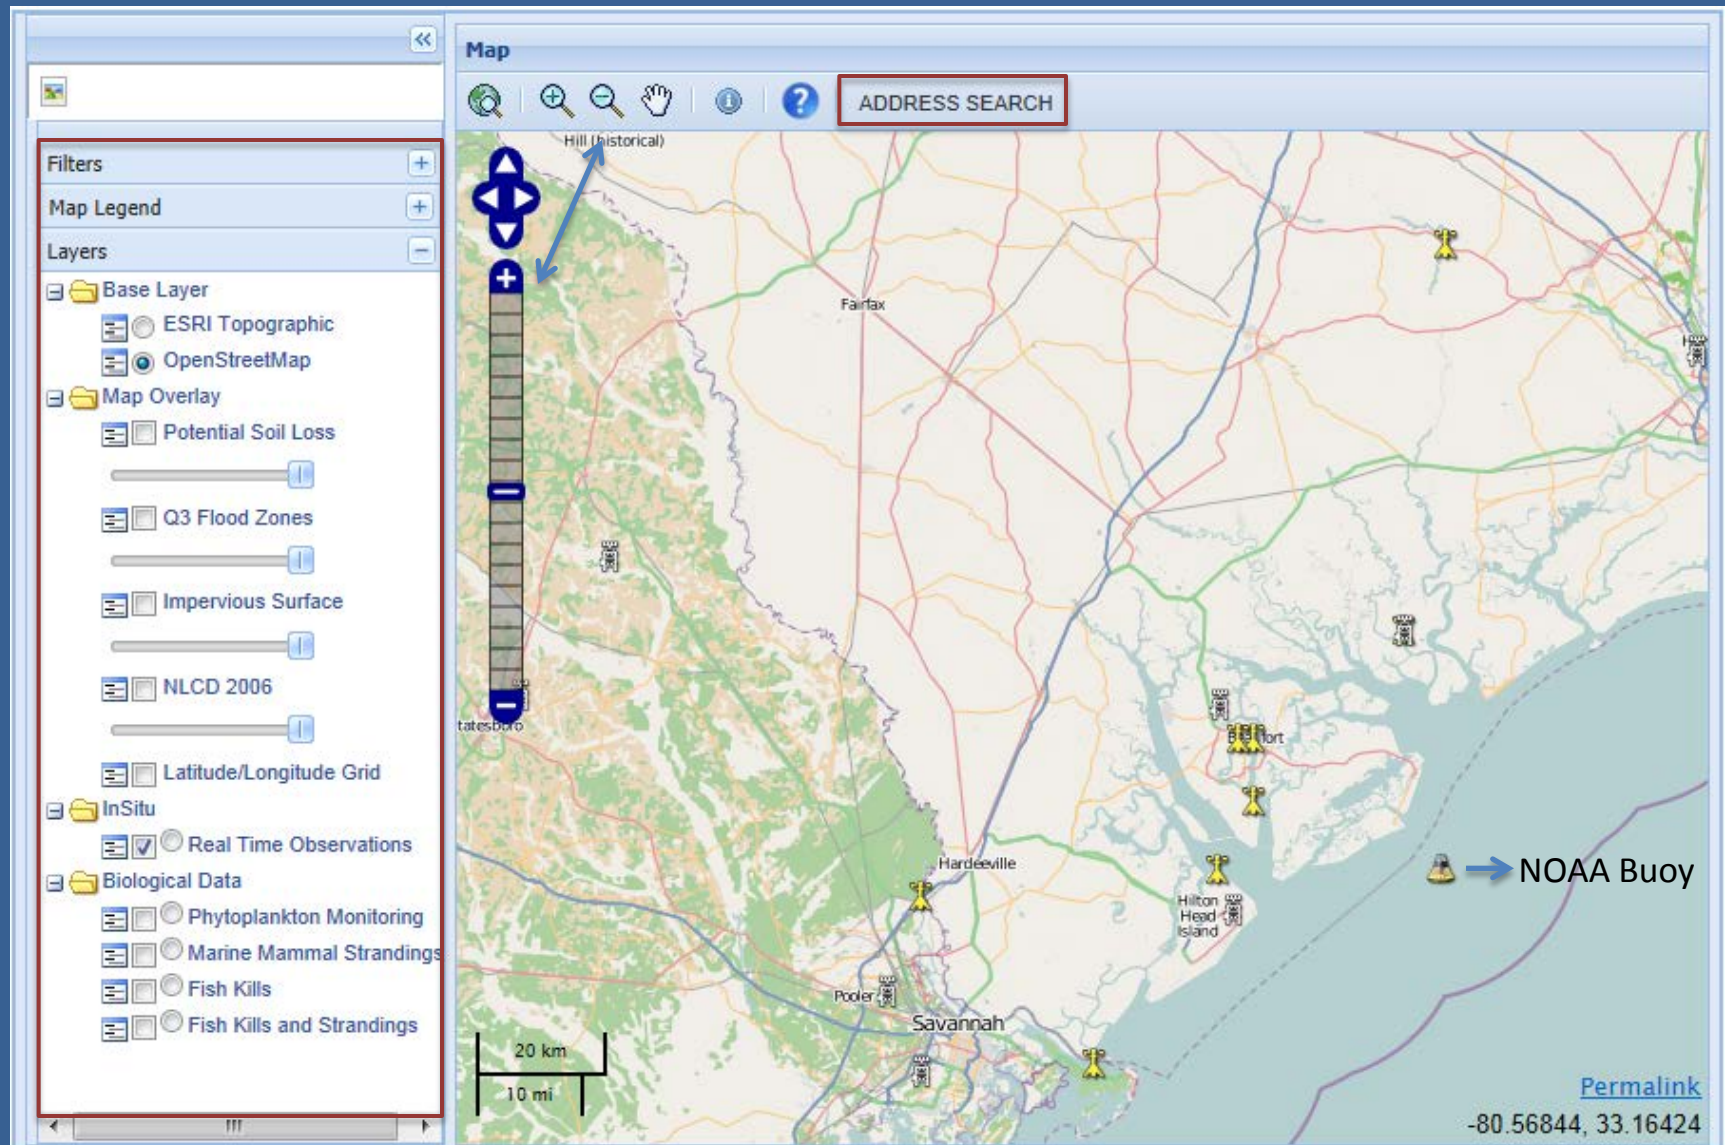 Map
ADDRESS SEARCH
Filters
Map Legend
Layers
Base Layer
ESRI Topographic
OpenStreetMap
Map Overlay
Potential Soil Loss
Q3 Flood Zones
Impervious Surface
NLCD 2006
Latitude/Longitude Grid
InSitu
Real Time Observations
Biological Data
Phytoplankton Monitoring
Marine Mammal Strandings
Fish Kills
Fish Kills and Strandings
Hill (historical)
Fairfax
tatesboro
Hardeeville
NOAA Buoy
Hilton
Head
Island
Pooler
Savannah
20 km
10 mi
Permalink
-80.56844, 33.16424